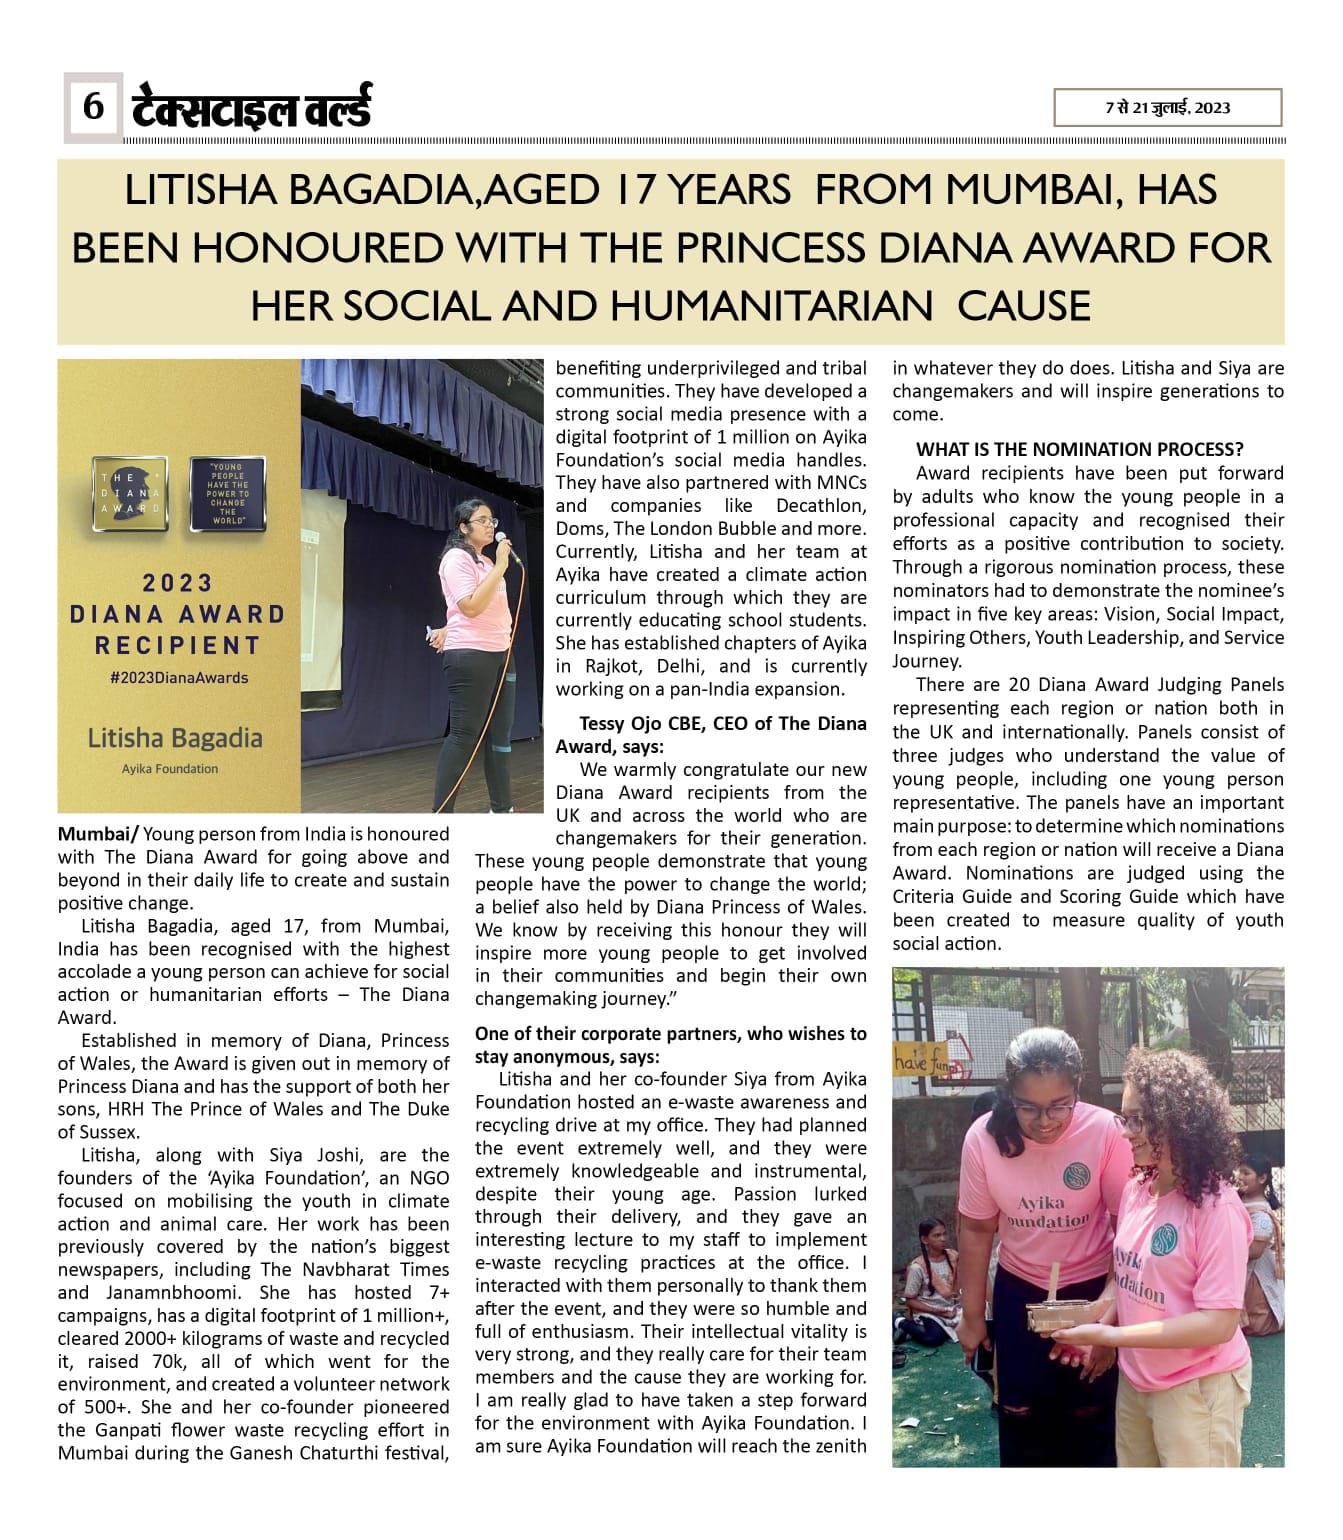 6 टेक्सटाइल वर्ल्ड
7 से 21 जुलाई, 2023
LITISHA BAGADIA,AGED 17 YEARS FROM MUMBAI, HAS
BEEN HONOURED WITH THE PRINCESS DIANA AWARD FOR
HER SOCIAL AND HUMANITARIAN CAUSE
THE
DIANA
AWARD
"YOUNG
PEOPLE
HAVE THE
POWER TO
CHANGE
THE
WORLD"
2023
DIANA AWARD
RECIPIENT
#2023DianaAwards
Litisha Bagadia
Ayika Foundation
Mumbai/ Young person from India is honoured
with The Diana Award for going above and
beyond in their daily life to create and sustain
positive change.
Litisha Bagadia, aged 17, from Mumbai,
India has been recognised with the highest
accolade a young person can achieve for social
action or humanitarian efforts – The Diana
Award.
Established in memory of Diana, Princess
of Wales, the Award is given out in memory of
Princess Diana and has the support of both her
sons, HRH The Prince of Wales and The Duke
of Sussex.
Litisha, along with Siya Joshi, are the
founders of the ‘Ayika Foundation’, an NGO
focused on mobilising the youth in climate
action and animal care. Her work has been
previously covered by the nation’s biggest
newspapers, including The Navbharat Times
and Janamnbhoomi. She has hosted 7+
campaigns, has a digital footprint of 1 million+,
cleared 2000+ kilograms of waste and recycled
it, raised 70k, all of which went for the
environment, and created a volunteer network
of 500+. She and her co-founder pioneered
the Ganpati flower waste recycling effort in
Mumbai during the Ganesh Chaturthi festival,
benefiting underprivileged and tribal
communities. They have developed a
strong social media presence with a
digital footprint of 1 million on Ayika
Foundation’s social media handles.
They have also partnered with MNCs
and companies like Decathlon,
Doms, The London Bubble and more.
Currently, Litisha and her team at
Ayika have created a climate action
curriculum through which they are
currently educating school students.
She has established chapters of Ayika
in Rajkot, Delhi, and is currently
working on a pan-India expansion.
Tessy Ojo CBE, CEO of The Diana
Award, says:
We warmly congratulate our new
Diana Award recipients from the
UK and across the world who are
changemakers for their generation.
These young people demonstrate that young
people have the power to change the world;
a belief also held by Diana Princess of Wales.
We know by receiving this honour they will
inspire more young people to get involved
in their communities and begin their own
changemaking journey.”
One of their corporate partners, who wishes to
stay anonymous, says:
Litisha and her co-founder Siya from Ayika
Foundation hosted an e-waste awareness and
recycling drive at my office. They had planned
the event extremely well, and they were
extremely knowledgeable and instrumental,
despite their young age. Passion lurked
through their delivery, and they gave an
interesting lecture to my staff to implement
e-waste recycling practices at the office. I
interacted with them personally to thank them
after the event, and they were so humble and
full of enthusiasm. Their intellectual vitality is
very strong, and they really care for their team
members and the cause they are working for.
I am really glad to have taken a step forward
for the environment with Ayika Foundation. I
am sure Ayika Foundation will reach the zenith
in whatever they do does. Litisha and Siya are
changemakers and will inspire generations to
come.
WHAT IS THE NOMINATION PROCESS?
Award recipients have been put forward
by adults who know the young people in a
professional capacity and recognised their
efforts as a positive contribution to society.
Through a rigorous nomination process, these
nominators had to demonstrate the nominee’s
impact in five key areas: Vision, Social Impact,
Inspiring Others, Youth Leadership, and Service
Journey.
There are 20 Diana Award Judging Panels
representing each region or nation both in
the UK and internationally. Panels consist of
three judges who understand the value of
young people, including one young person
representative. The panels have an important
main purpose: to determine which nominations
from each region or nation will receive a Diana
Award. Nominations are judged using the
Criteria Guide and Scoring Guide which have
been created to measure quality of youth
social action.
have fun
Ayika
oundation
Ayika
ndation